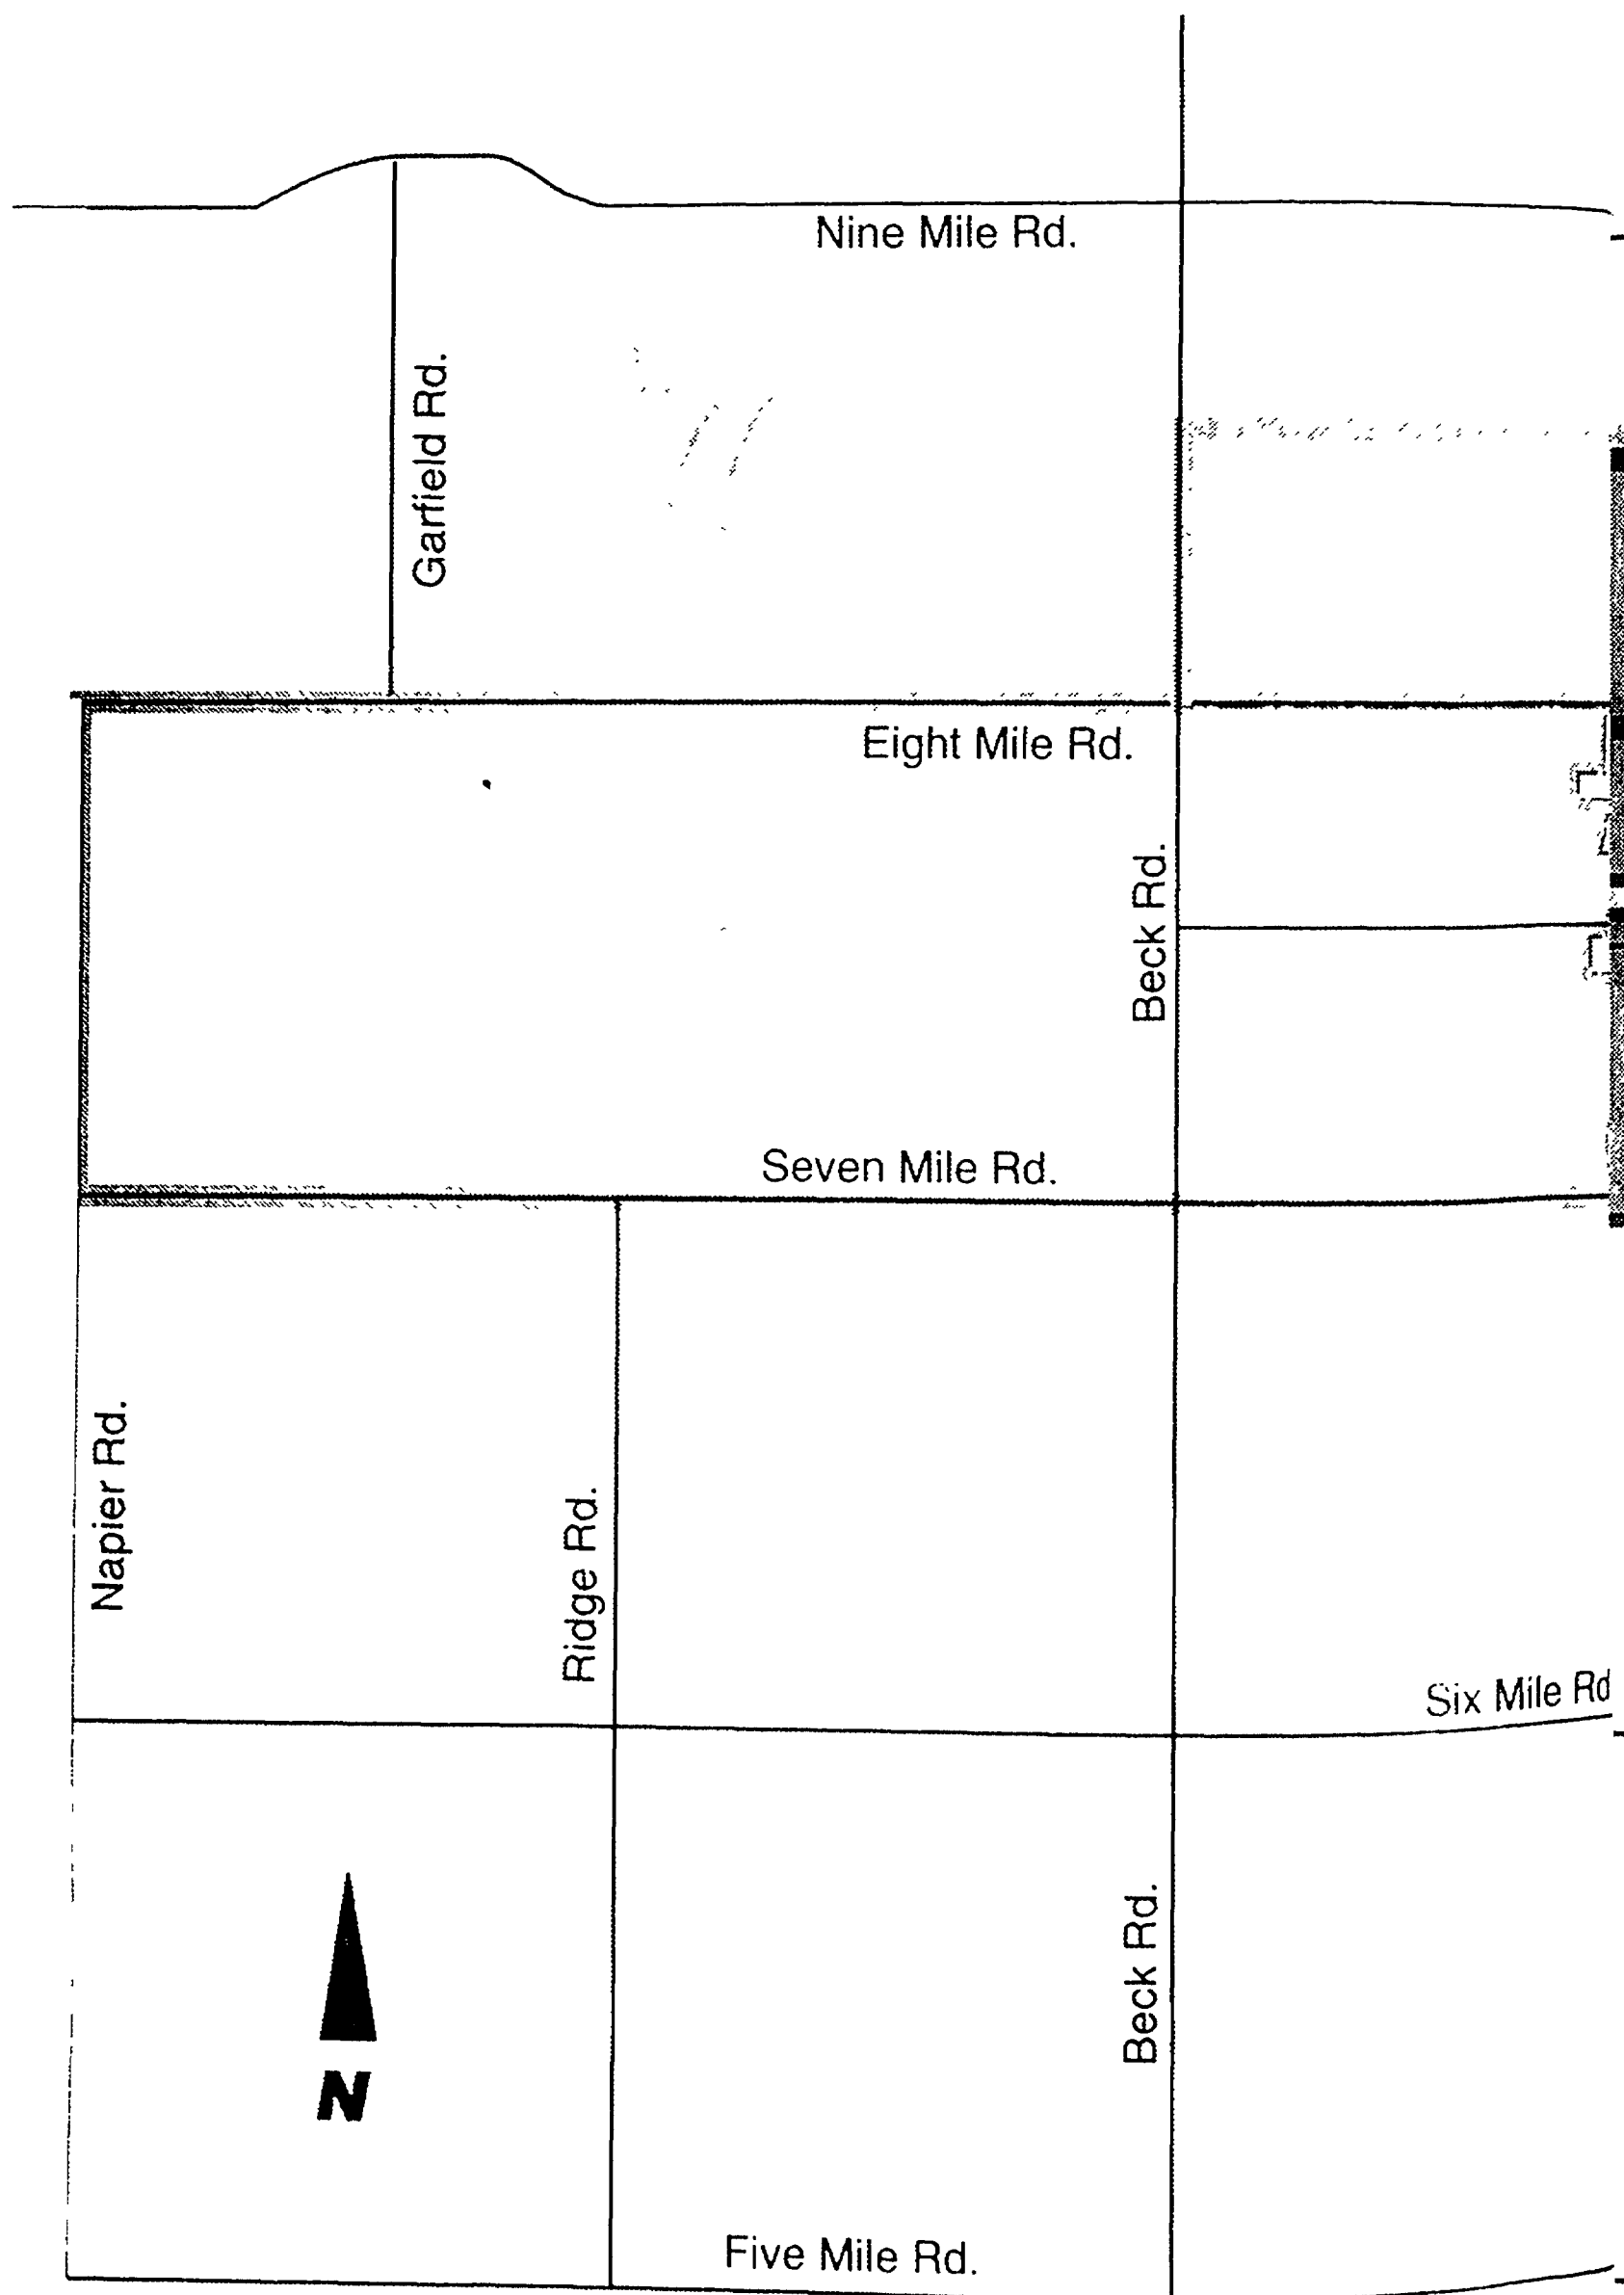 Nine Mile Rd.
Garfield Rd.
Eight Mile Rd.
Beck Rd.
Seven Mile Rd.
Napier Rd.
Ridge Rd.
Six Mile Rd
Beck Rd.
N
Five Mile Rd.